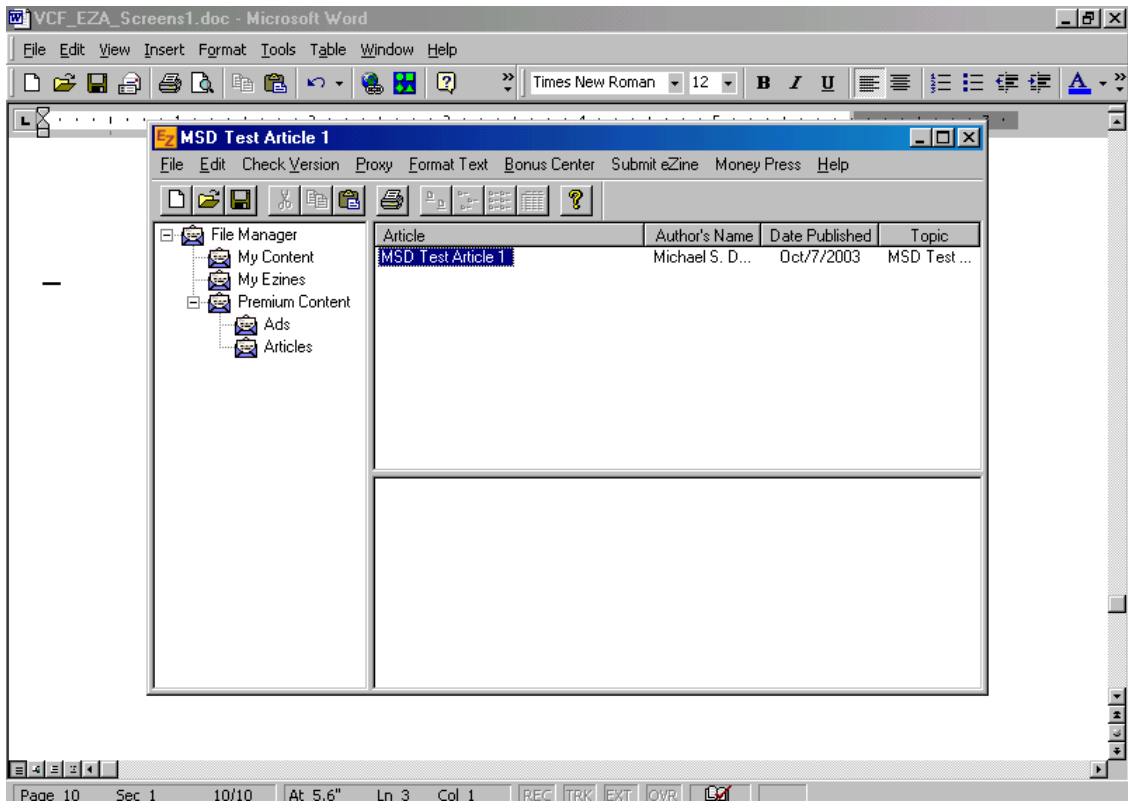 VCF_EZA_Screens1.doc - Microsoft Word
File Edit View Insert Format Tools Table Window Help
Times New Roman 12 B I U A
MSD Test Article 1
File Edit Check Version Proxy Format Text Bonus Center Submit eZine Money Press Help
File Manager
My Content
My Ezines
Premium Content
Ads
Articles
Article Author's Name Date Published Topic
MSD Test Article 1 Michael S. D... Oct/7/2003 MSD Test ...
Page 10 Sec 1 10/10 At 5.6" Ln 3 Col 1 REC TRK EXT OVR